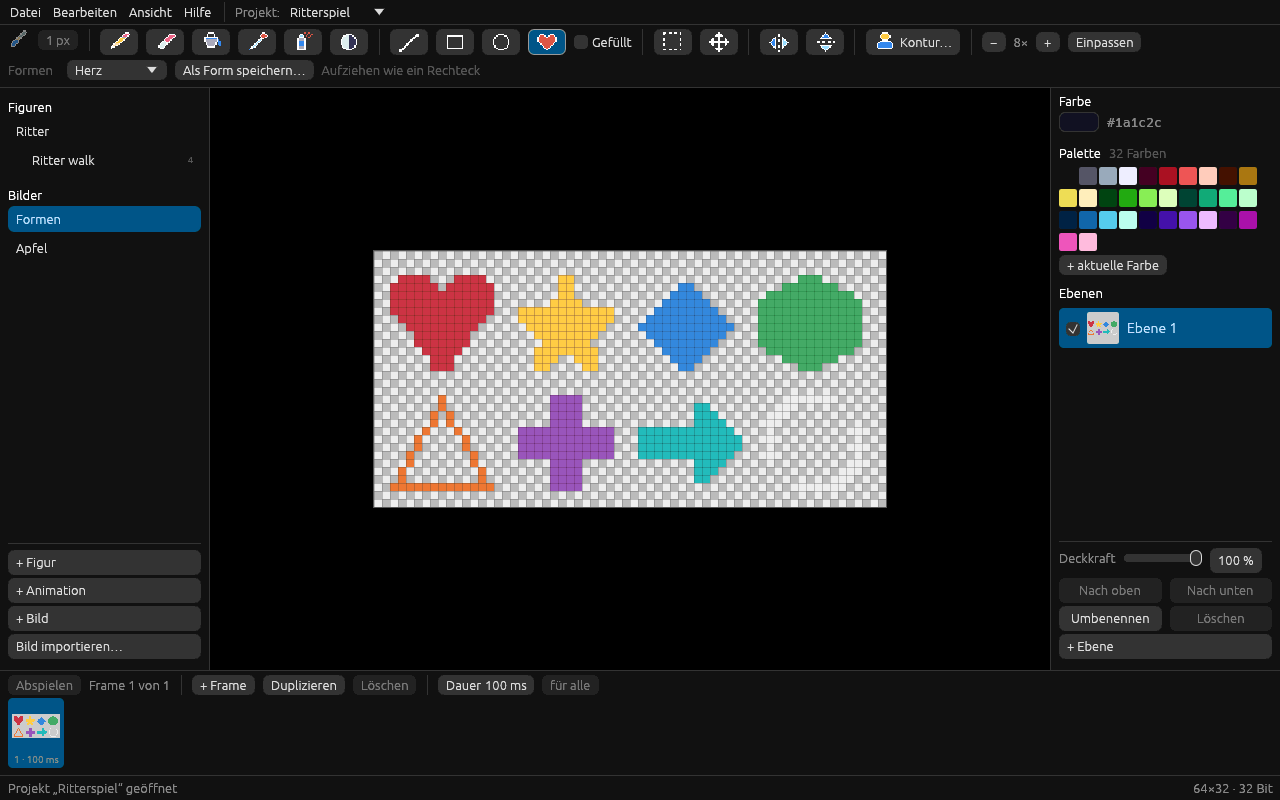 Datei Bearbeiten Ansicht Hilfe Projekt: Ritterspiel
1 px Gefüllt Kontur… − 8× + Einpassen
Formen Herz Als Form speichern… Aufziehen wie ein Rechteck
Figuren
Ritter
Ritter walk 4
Bilder
Formen
Apfel
+ Figur
+ Animation
+ Bild
Bild importieren…
Farbe
#1a1c2c
Palette 32 Farben
+ aktuelle Farbe
Ebenen
Ebene 1
Deckkraft 100 %
Nach oben Nach unten
Umbenennen Löschen
+ Ebene
Abspielen Frame 1 von 1 + Frame Duplizieren Löschen Dauer 100 ms für alle
1 · 100 ms
Projekt „Ritterspiel“ geöffnet 64×32 · 32 Bit